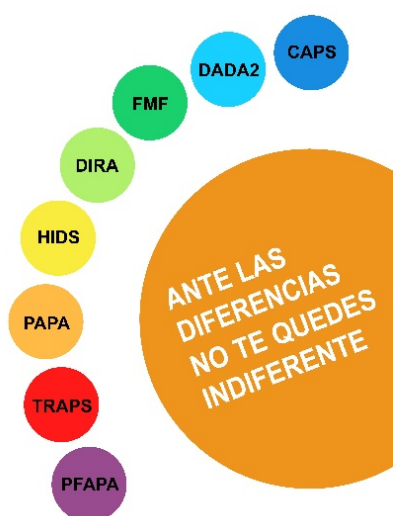 CAPS
DADA2
FMF
DIRA
HIDS
PAPA
TRAPS
PFAPA
ANTE LAS
DIFERENCIAS
NO TE QUEDES
INDIFERENTE